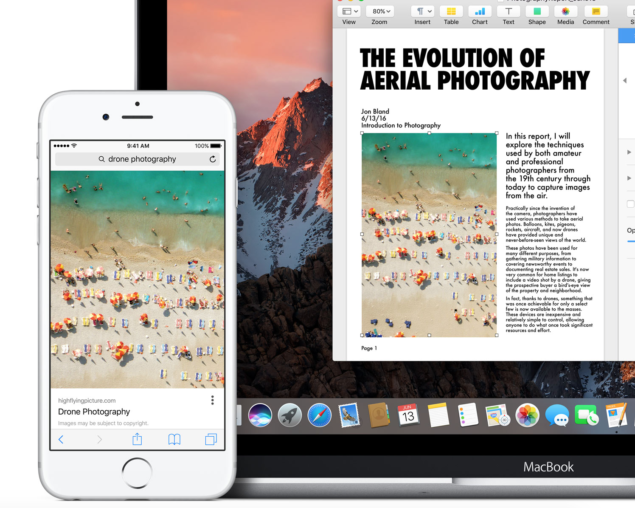 80%
View
Zoom
Insert
Table
Chart
Text
Shape
Media
Comment
THE EVOLUTION OF
AERIAL PHOTOGRAPHY
Jon Bland
6/13/16
Introduction to Photography
In this report, I will
explore the techniques
used by both amateur
and professional
photographers from
the 19th century through
today to capture images
from the air.
Practically since the invention of
the camera, photographers have
used various methods to take aerial
photos. Balloons, kites, pigeons,
rockets, aircraft, and now drones
have provided unique and
never-before-seen views of the world.
These photos have been used for
many different purposes, from
gathering military information to
covering newsworthy events to
documenting real estate sales. It's now
very common for home listings to
include a video shot by a drone, giving
the prospective buyer a bird's-eye view
of the property and neighborhood.
In fact, thanks to drones, something that
was once achievable for only a select
few is now available to the masses.
These devices are inexpensive and
relatively simple to control, allowing
anyone to do what once took significant
resources and effort.
Page 1
9:41 AM
100%
drone photography
highflyingpicture.com
Drone Photography
Images may be subject to copyright.
13
MacBook